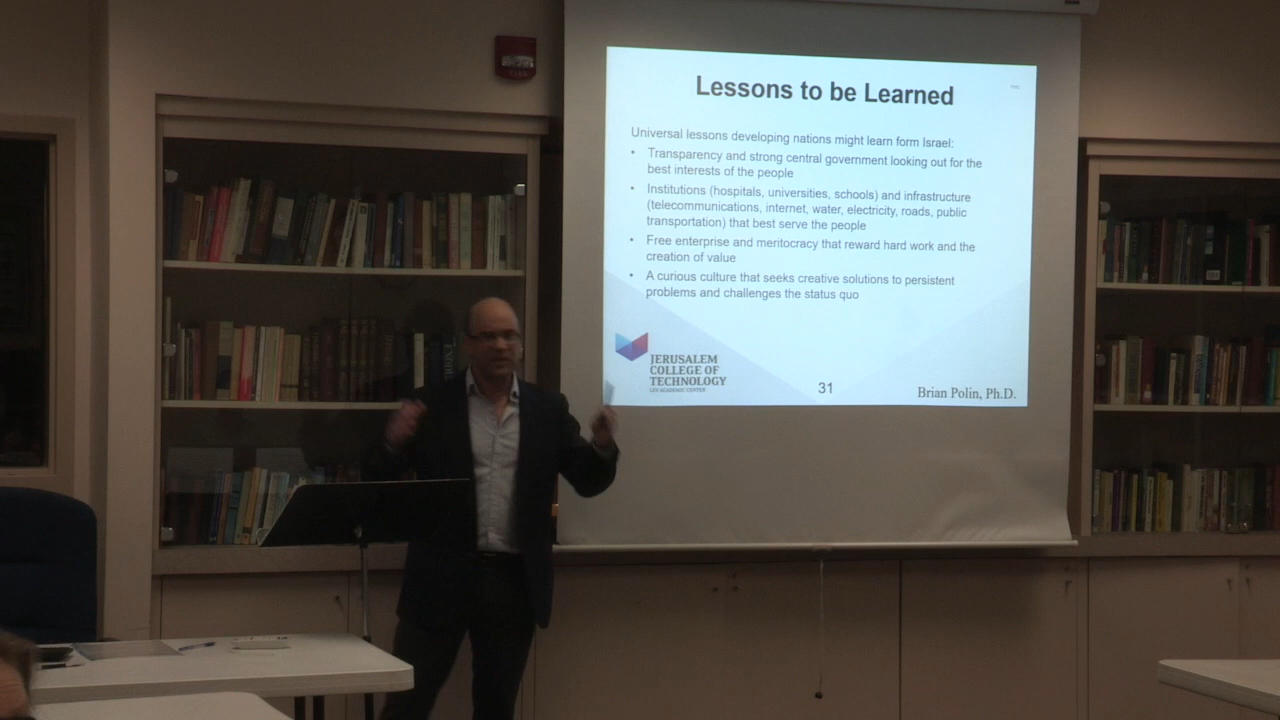 Lessons to be Learned
Universal lessons developing nations might learn form Israel:
• Transparency and strong central government looking out for the
best interests of the people
• Institutions (hospitals, universities, schools) and infrastructure
(telecommunications, internet, water, electricity, roads, public
transportation) that best serve the people
• Free enterprise and meritocracy that reward hard work and the
creation of value
• A curious culture that seeks creative solutions to persistent
problems and challenges the status quo
JERUSALEM
COLLEGE OF
TECHNOLOGY
LEV ACADEMIC CENTER
31
Brian Polin, Ph.D.